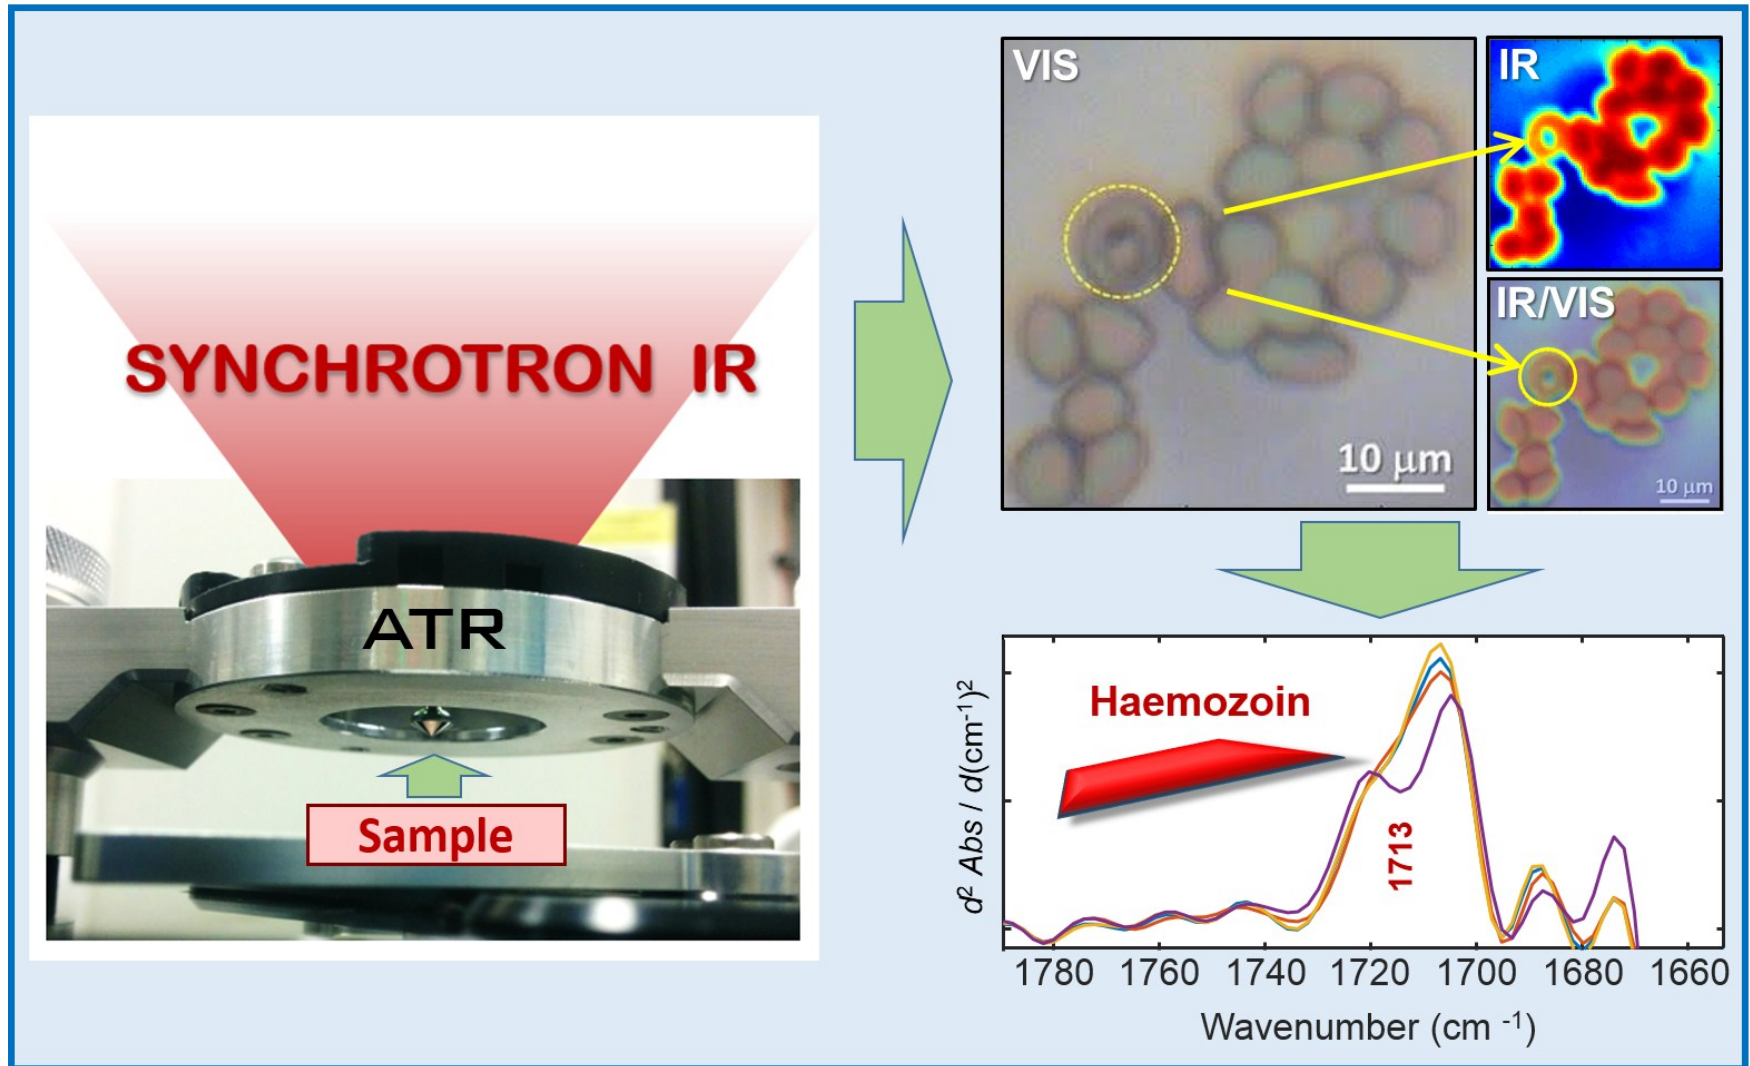 SYNCHROTRON IR
ATR
Sample
VIS
10 µm
IR
IR/VIS
10 µm
Haemozoin
1713
d² Abs / d(cm⁻¹)²
1780 1760 1740 1720 1700 1680 1660
Wavenumber (cm ⁻¹)